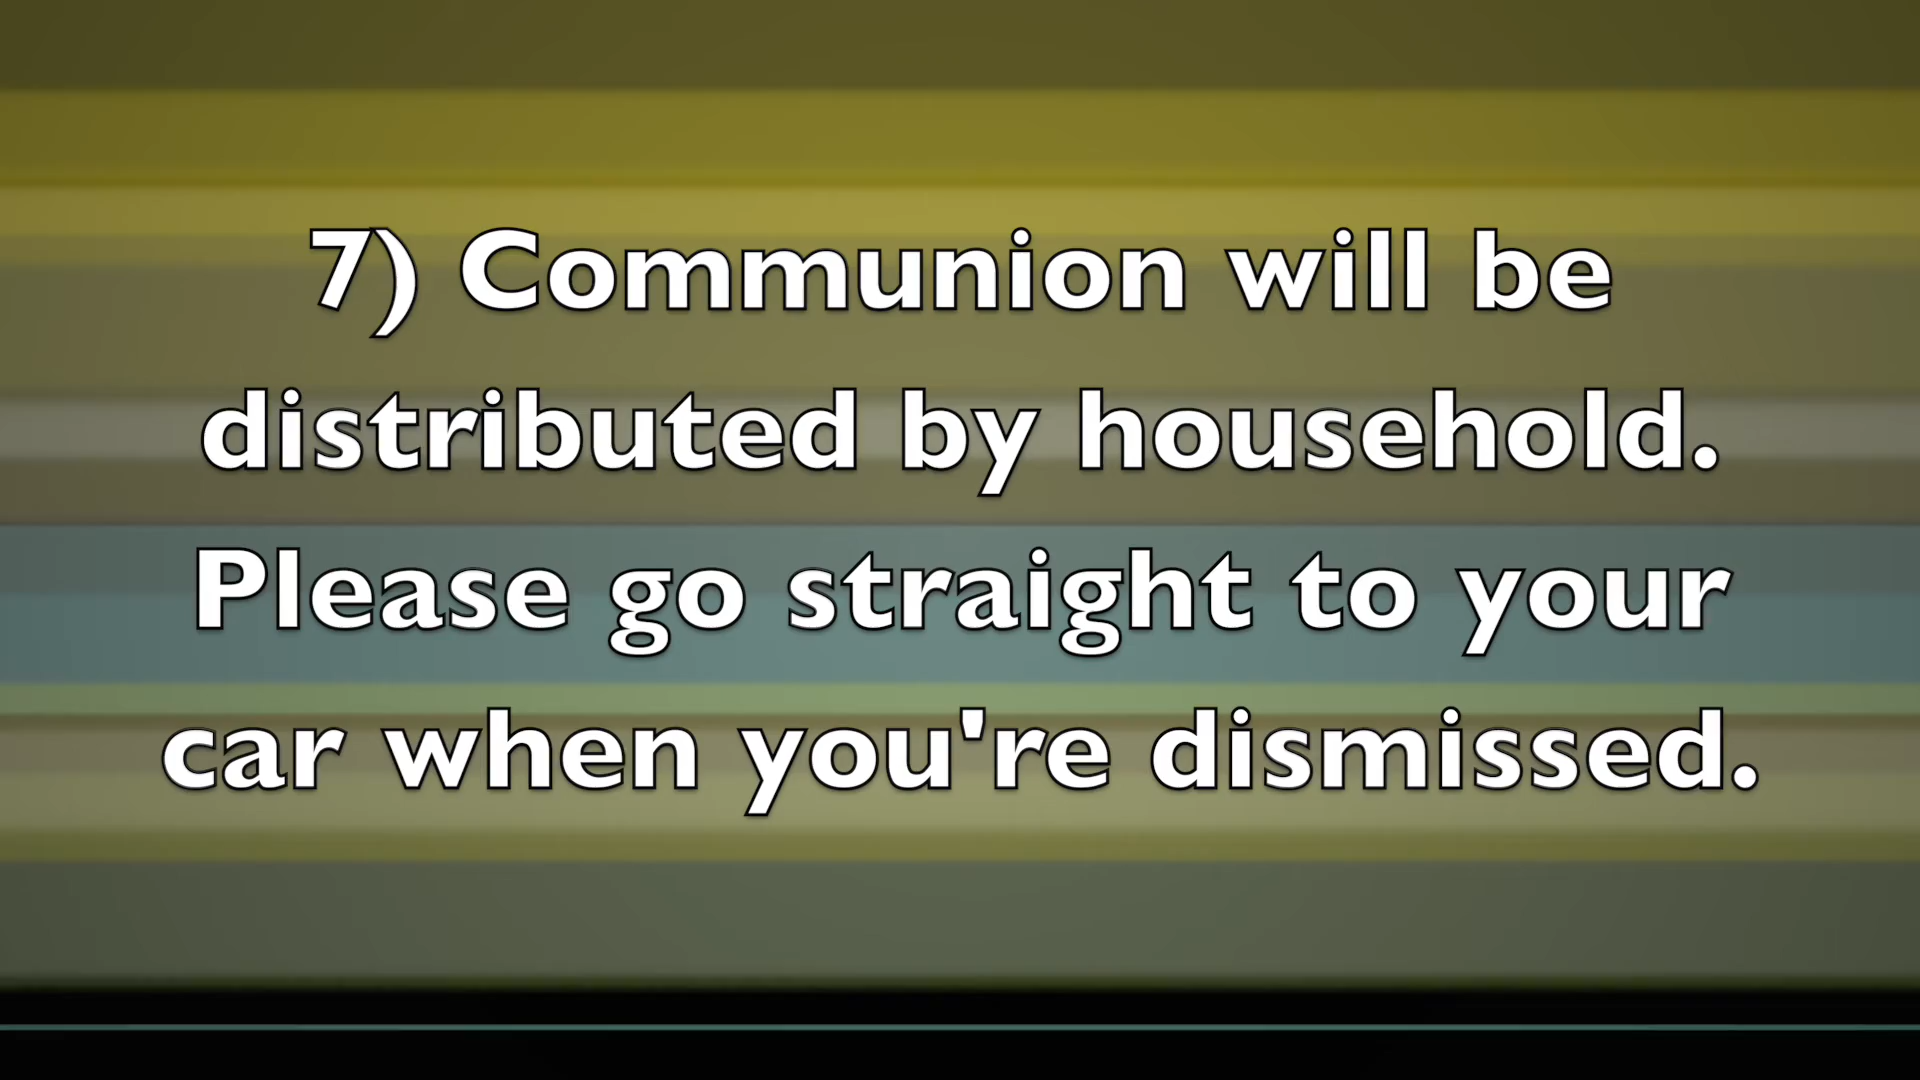 7) Communion will be
distributed by household.
Please go straight to your
car when you're dismissed.